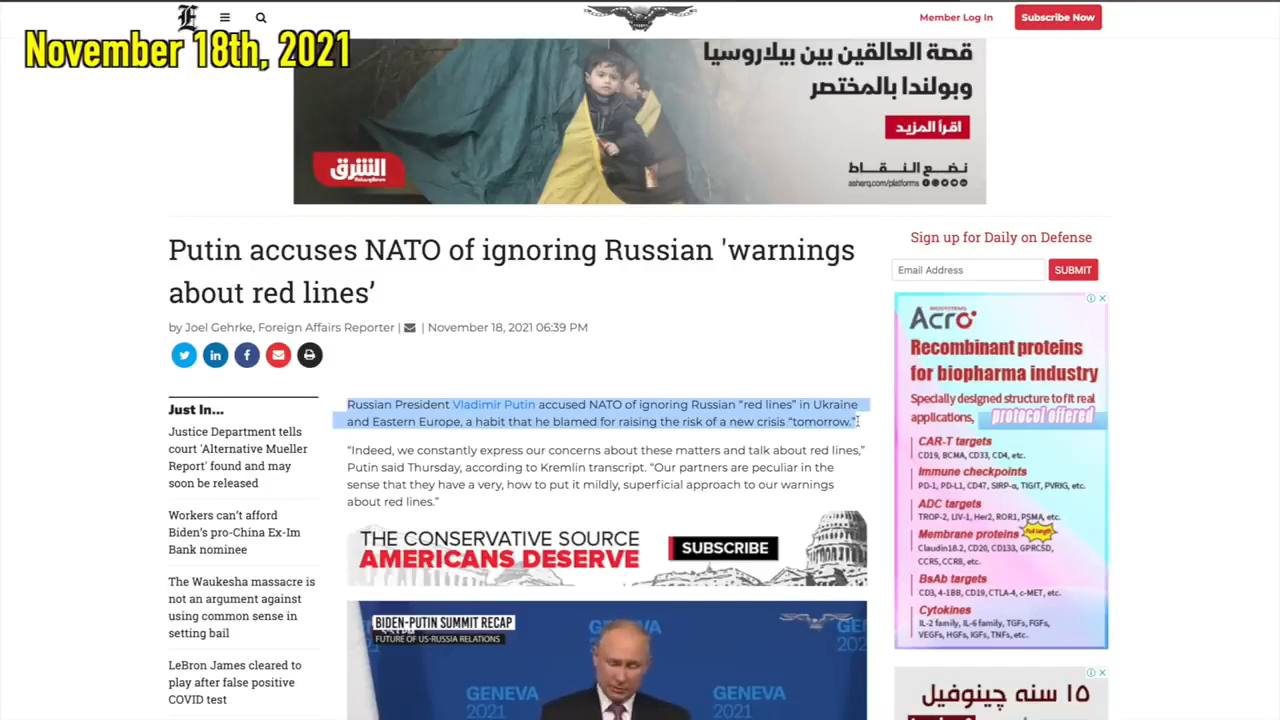 November 18th, 2021
E
Member Log In
Subscribe Now
قصة العالقين بين بيلاروسيا
وبولندا بالمختصر
اقرأ المزيد
الشرق
نضع النقاط
asharq.com/platforms
Putin accuses NATO of ignoring Russian 'warnings
about red lines’
by Joel Gehrke, Foreign Affairs Reporter | | November 18, 2021 06:39 PM
Just In...
Justice Department tells
court 'Alternative Mueller
Report' found and may
soon be released
Workers can’t afford
Biden’s pro-China Ex-Im
Bank nominee
The Waukesha massacre is
not an argument against
using common sense in
setting bail
LeBron James cleared to
play after false positive
COVID test
Russian President Vladimir Putin accused NATO of ignoring Russian “red lines” in Ukraine
and Eastern Europe, a habit that he blamed for raising the risk of a new crisis “tomorrow.”
“Indeed, we constantly express our concerns about these matters and talk about red lines,”
Putin said Thursday, according to Kremlin transcript. “Our partners are peculiar in the
sense that they have a very, how to put it mildly, superficial approach to our warnings
about red lines.”
THE CONSERVATIVE SOURCE
AMERICANS DESERVE
SUBSCRIBE
BIDEN-PUTIN SUMMIT RECAP
FUTURE OF US-RUSSIA RELATIONS
GENEVA
2021
GENEVA
2021
Sign up for Daily on Defense
Email Address
SUBMIT
ACRO
BIOSYSTEMS
Recombinant proteins
for biopharma industry
Specially designed structure to fit real
applications, protocol offered
CAR-T targets
CD19, BCMA, CD33, CD4, etc.
Immune checkpoints
PD-1, PD-L1, CD47, SIRP-α, TIGIT, PVRIG, etc.
ADC targets
TROP-2, LIV-1, Her2, ROR1, PSMA, etc.
Membrane proteins
Claudin18.2, CD20, CD133, GPRC5D,
CCR5, CCR8, etc.
BsAb targets
CD3, 4-1BB, CD19, CTLA-4, c-MET, etc.
Cytokines
IL-2 family, IL-6 family, TGFs, FGFs,
VEGFs, HGFs, IGFs, TNFs, etc.
١٥ سنه چينوفيل